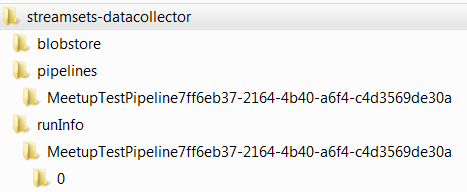 streamsets-datacollector
blobstore
pipelines
MeetupTestPipeline7ff6eb37-2164-4b40-a6f4-c4d3569de30a
runInfo
MeetupTestPipeline7ff6eb37-2164-4b40-a6f4-c4d3569de30a
0